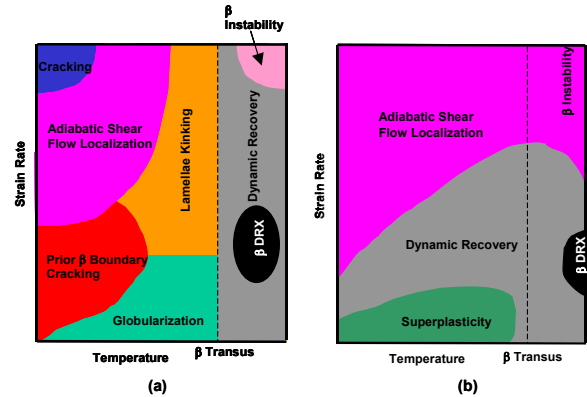 β
Instability
Cracking
Adiabatic Shear
Flow Localization
Lamellae Kinking
Dynamic Recovery
β DRX
Prior β Boundary
Cracking
Globularization
Strain Rate
Temperature
β Transus
(a)
β Instability
Adiabatic Shear
Flow Localization
Dynamic Recovery
β DRX
Superplasticity
Strain Rate
Temperature
β Transus
(b)